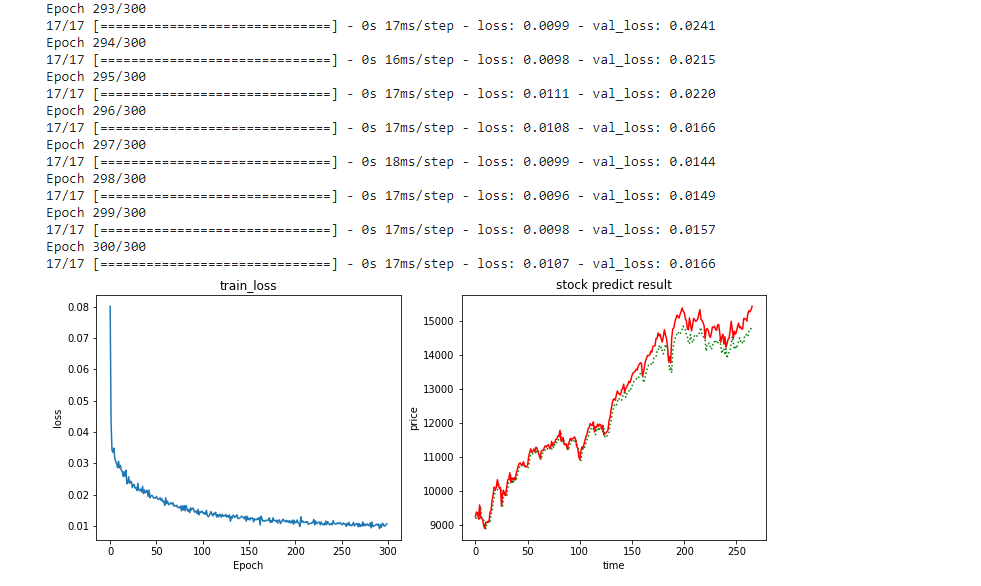 Epoch 293/300
17/17 [==============================] - 0s 17ms/step - loss: 0.0099 - val_loss: 0.0241
Epoch 294/300
17/17 [==============================] - 0s 16ms/step - loss: 0.0098 - val_loss: 0.0215
Epoch 295/300
17/17 [==============================] - 0s 17ms/step - loss: 0.0111 - val_loss: 0.0220
Epoch 296/300
17/17 [==============================] - 0s 17ms/step - loss: 0.0108 - val_loss: 0.0166
Epoch 297/300
17/17 [==============================] - 0s 18ms/step - loss: 0.0099 - val_loss: 0.0144
Epoch 298/300
17/17 [==============================] - 0s 17ms/step - loss: 0.0096 - val_loss: 0.0149
Epoch 299/300
17/17 [==============================] - 0s 17ms/step - loss: 0.0098 - val_loss: 0.0157
Epoch 300/300
17/17 [==============================] - 0s 17ms/step - loss: 0.0107 - val_loss: 0.0166
train_loss
0.08
0.07
0.06
0.05
0.04
0.03
0.02
0.01
loss
0 50 100 150 200 250 300
Epoch
stock predict result
15000
14000
13000
12000
11000
10000
9000
price
0 50 100 150 200 250
time